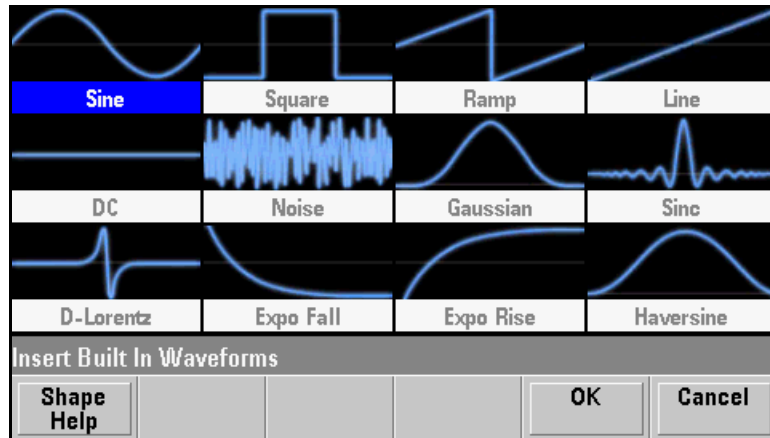 Sine Square Ramp Line
DC Noise Gaussian Sinc
D-Lorentz Expo Fall Expo Rise Haversine
Insert Built In Waveforms
Shape Help OK Cancel